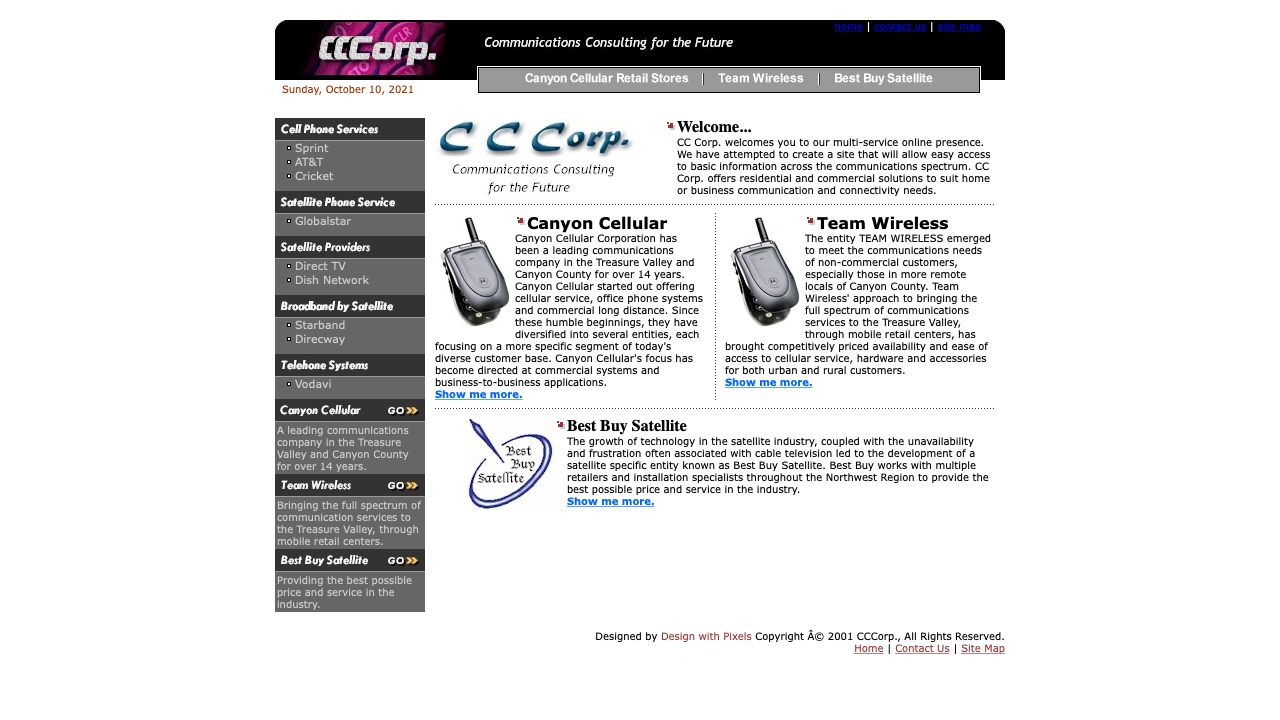 home | contact us | site map
CCCorp.
Communications Consulting for the Future
Canyon Cellular Retail Stores | Team Wireless | Best Buy Satellite
Sunday, October 10, 2021
Cell Phone Services
Sprint
AT&T
Cricket
Satellite Phone Service
Globalstar
Satellite Providers
Direct TV
Dish Network
Broadband by Satellite
Starband
Direcway
Telehone Systems
Vodavi
Canyon Cellular GO
A leading communications
company in the Treasure
Valley and Canyon County
for over 14 years.
Team Wireless GO
Bringing the full spectrum of
communication services to
the Treasure Valley, through
mobile retail centers.
Best Buy Satellite GO
Providing the best possible
price and service in the
industry.
C C Corp.
Communications Consulting
for the Future
Welcome...
CC Corp. welcomes you to our multi-service online presence.
We have attempted to create a site that will allow easy access
to basic information across the communications spectrum. CC
Corp. offers residential and commercial solutions to suit home
or business communication and connectivity needs.
Canyon Cellular
Canyon Cellular Corporation has
been a leading communications
company in the Treasure Valley and
Canyon County for over 14 years.
Canyon Cellular started out offering
cellular service, office phone systems
and commercial long distance. Since
these humble beginnings, they have
diversified into several entities, each
focusing on a more specific segment of today's
diverse customer base. Canyon Cellular's focus has
become directed at commercial systems and
business-to-business applications.
Show me more.
Team Wireless
The entity TEAM WIRELESS emerged
to meet the communications needs
of non-commercial customers,
especially those in more remote
locals of Canyon County. Team
Wireless' approach to bringing the
full spectrum of communications
services to the Treasure Valley,
through mobile retail centers, has
brought competitively priced availability and ease of
access to cellular service, hardware and accessories
for both urban and rural customers.
Show me more.
Best
Buy
Satellite
Best Buy Satellite
The growth of technology in the satellite industry, coupled with the unavailability
and frustration often associated with cable television led to the development of a
satellite specific entity known as Best Buy Satellite. Best Buy works with multiple
retailers and installation specialists throughout the Northwest Region to provide the
best possible price and service in the industry.
Show me more.
Designed by Design with Pixels Copyright Â© 2001 CCCorp., All Rights Reserved.
Home | Contact Us | Site Map